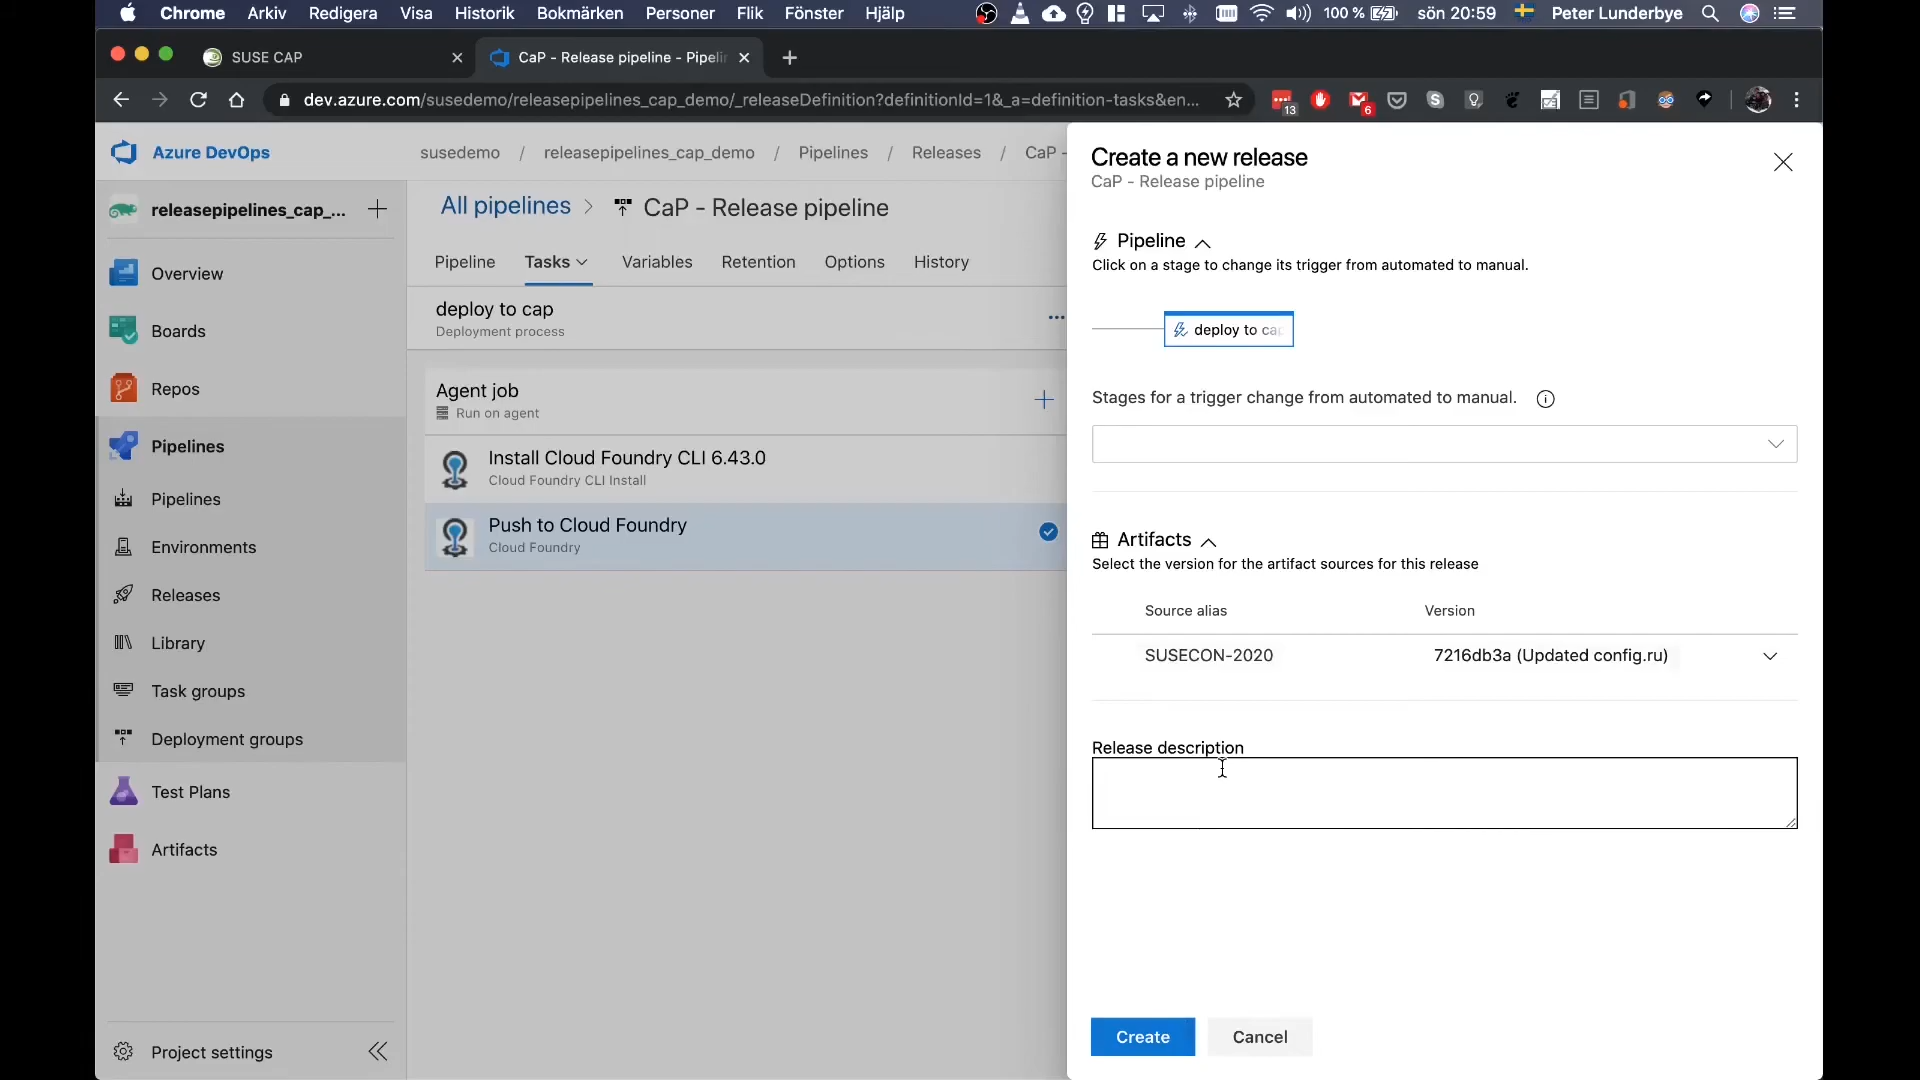 Chrome Arkiv Redigera Visa Historik Bokmärken Personer Flik Fönster Hjälp 100 % sön 20:59 Peter Lunderbye
SUSE CAP
CaP - Release pipeline - Pipelin
dev.azure.com/susedemo/releasepipelines_cap_demo/_releaseDefinition?definitionId=1&_a=definition-tasks&en...
13
6
Azure DevOps
susedemo / releasepipelines_cap_demo / Pipelines / Releases / CaP -
releasepipelines_cap_...
Overview
Boards
Repos
Pipelines
Pipelines
Environments
Releases
Library
Task groups
Deployment groups
Test Plans
Artifacts
Project settings
All pipelines > CaP - Release pipeline
Pipeline Tasks Variables Retention Options History
deploy to cap
Deployment process
Agent job
Run on agent
Install Cloud Foundry CLI 6.43.0
Cloud Foundry CLI Install
Push to Cloud Foundry
Cloud Foundry
Create a new release
CaP - Release pipeline
Pipeline
Click on a stage to change its trigger from automated to manual.
deploy to cap
Stages for a trigger change from automated to manual.
Artifacts
Select the version for the artifact sources for this release
Source alias Version
SUSECON-2020 7216db3a (Updated config.ru)
Release description
Create Cancel